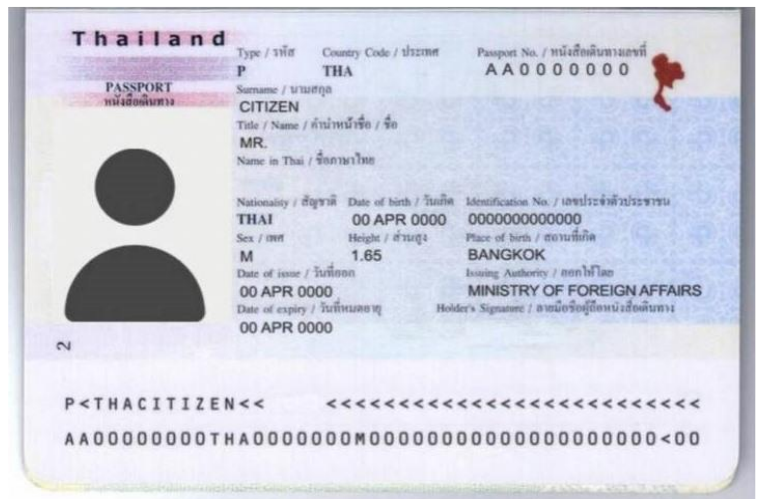 Thailand
PASSPORT
หนังสือเดินทาง
Type / รหัส Country Code / ประเทศ Passport No. / หนังสือเดินทางเลขที่
P THA AA0000000
Surname / นามสกุล
CITIZEN
Title / Name / คำนำหน้าชื่อ / ชื่อ
MR.
Name in Thai / ชื่อภาษาไทย
Nationality / สัญชาติ Date of birth / วันเกิด Identification No. / เลขประจำตัวประชาชน
THAI 00 APR 0000 0000000000000
Sex / เพศ Height / ส่วนสูง Place of birth / สถานที่เกิด
M 1.65 BANGKOK
Date of issue / วันที่ออก Issuing Authority / ออกให้โดย
00 APR 0000 MINISTRY OF FOREIGN AFFAIRS
Date of expiry / วันที่หมดอายุ Holder's Signature / ลายมือชื่อผู้ถือหนังสือเดินทาง
00 APR 0000
2
P<THACITIZEN<< <<<<<<<<<<<<<<<<<<<<<<<<<<
AA00000000THA0000000M00000000000000000000<00